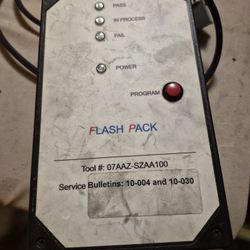 PASS
IN PROCESS
FAIL
POWER
PROGRAM
FLASH PACK
Tool #: 07AAZ-SZAA100
Service Bulletins: 10-004 and 10-030